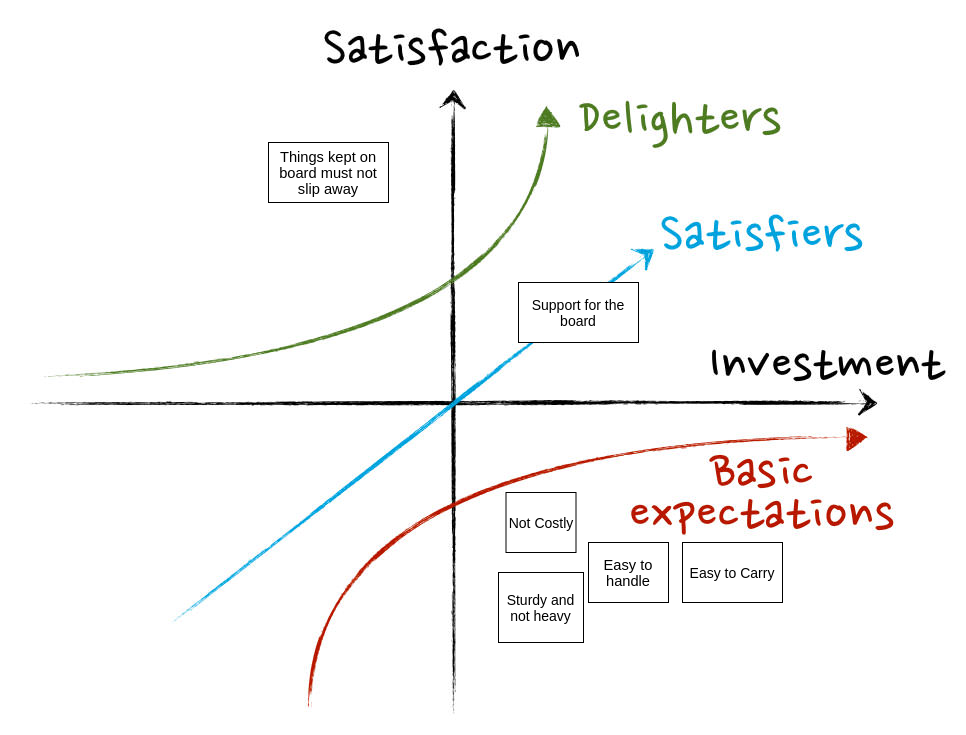 Satisfaction
Delighters
Things kept on
board must not
slip away
Satisfiers
Support for the
board
Investment
Basic
expectations
Not Costly
Easy to
handle
Easy to Carry
Sturdy and
not heavy